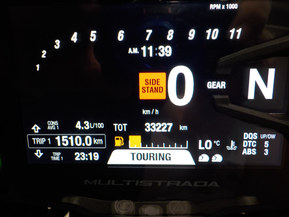 RPM x 1000
1 2 3 4 5 6 7 8 9 10 11
A.M. 11:39
SIDE STAND 0 GEAR N
km/h
CONS. AVG 1 4.3 L/100 TOT 33227 km DQS UP/DW
TRIP 1 1510.0 km LO °C DTC 5
TRIP TIME 1 23:19 ABS 3
TOURING
MULTISTRADA